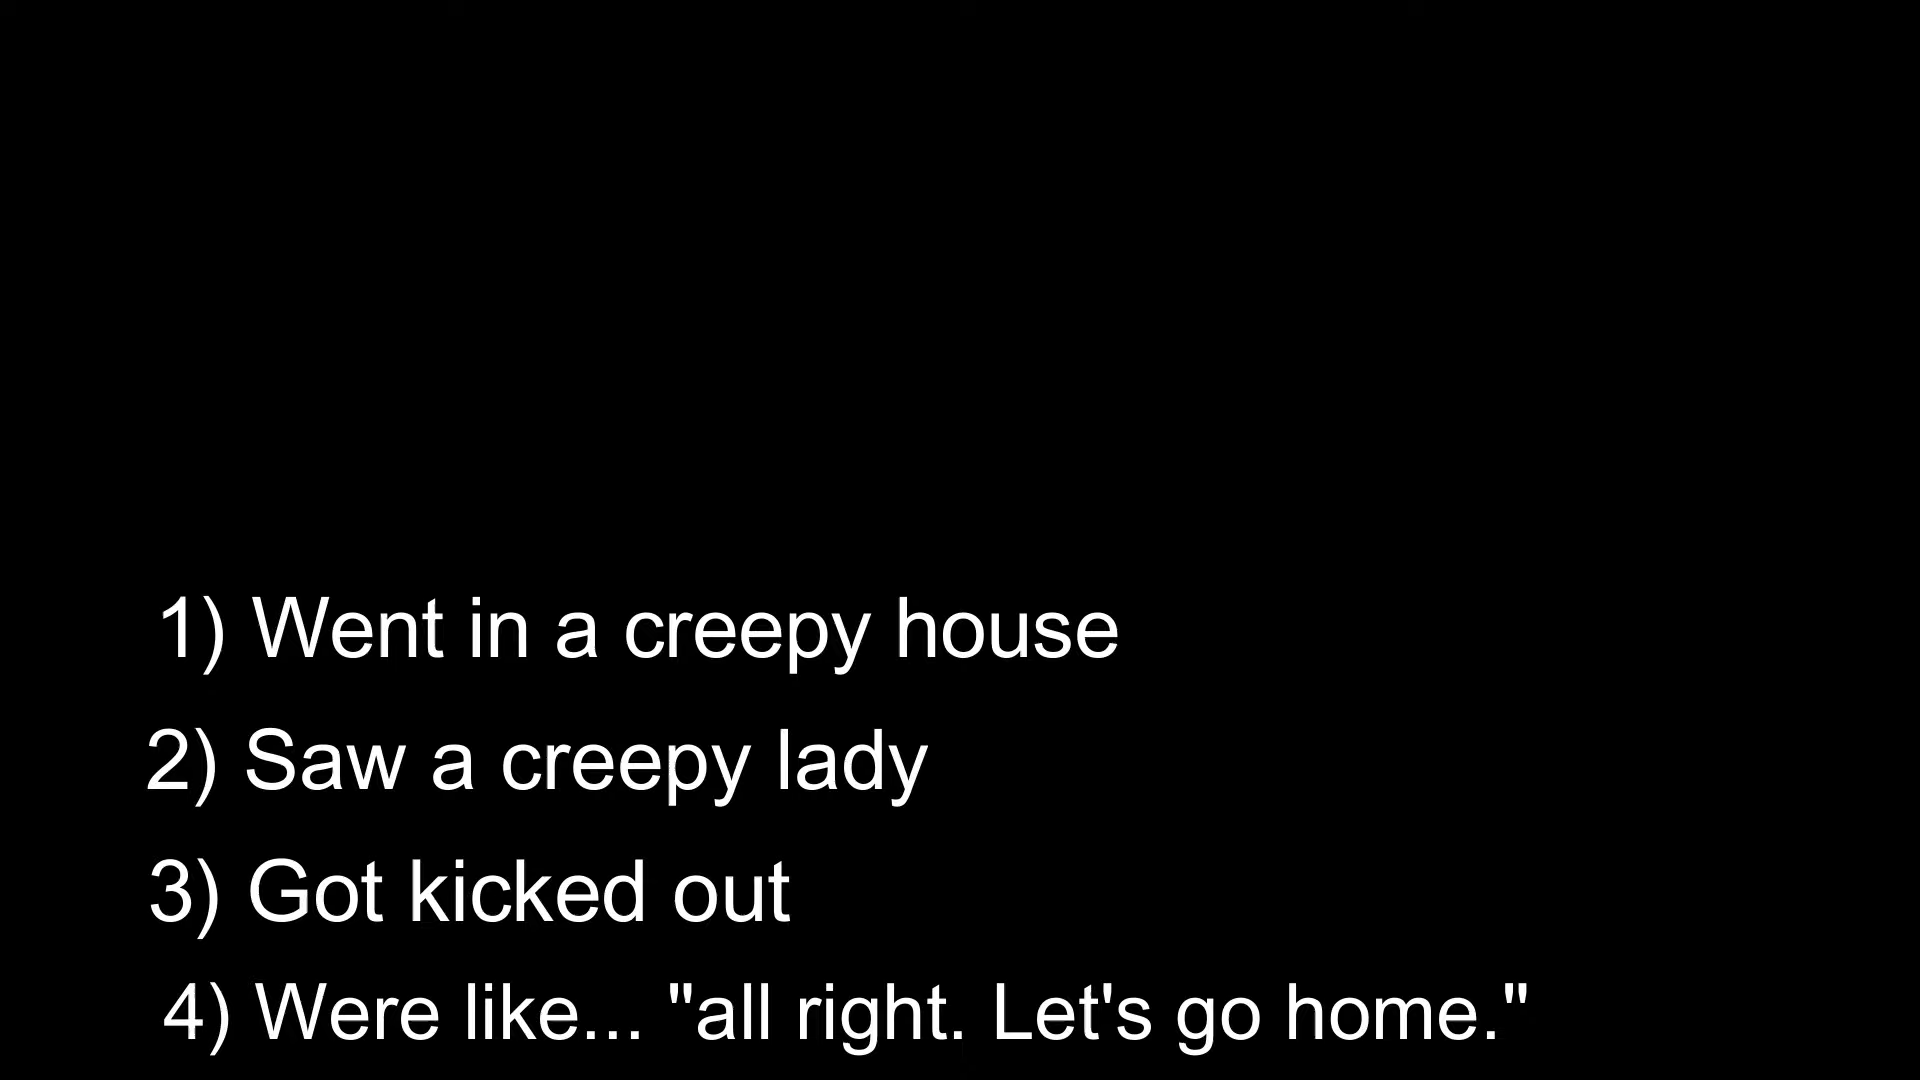 1) Went in a creepy house
2) Saw a creepy lady
3) Got kicked out
4) Were like... "all right. Let's go home."